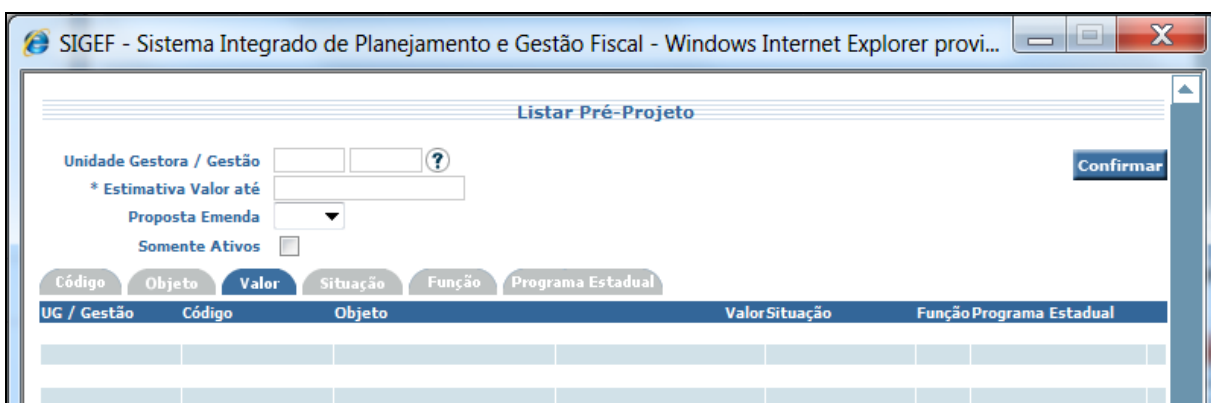 SIGEF - Sistema Integrado de Planejamento e Gestão Fiscal - Windows Internet Explorer provi...
Listar Pré-Projeto
Unidade Gestora / Gestão ?
Confirmar
* Estimativa Valor até
Proposta Emenda
Somente Ativos
Código Objeto Valor Situação Função Programa Estadual
UG / Gestão Código Objeto Valor Situação Função Programa Estadual